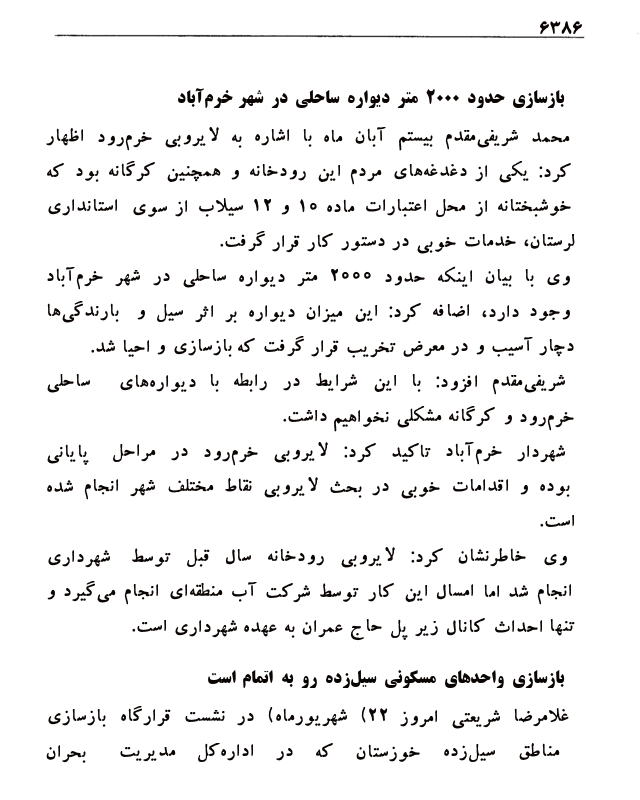 ۶۳۸۶
بازسازی حدود ۲۰۰۰ متر دیواره ساحلی در شهر خرم‌آباد
محمد شریفی‌مقدم بیستم آبان ماه با اشاره به لایروبی خرم‌رود اظهار
کرد: یکی از دغدغه‌های مردم این رودخانه و همچنین کرگانه بود که
خوشبختانه از محل اعتبارات ماده ۱۰ و ۱۲ سیلاب از سوی استانداری
لرستان، خدمات خوبی در دستور کار قرار گرفت.
وی با بیان اینکه حدود ۲۰۰۰ متر دیواره ساحلی در شهر خرم‌آباد
وجود دارد، اضافه کرد: این میزان دیواره بر اثر سیل و بارندگی‌ها
دچار آسیب و در معرض تخریب قرار گرفت که بازسازی و احیا شد.
شریفی‌مقدم افزود: با این شرایط در رابطه با دیواره‌های ساحلی
خرم‌رود و کرگانه مشکلی نخواهیم داشت.
شهردار خرم‌آباد تاکید کرد: لایروبی خرم‌رود در مراحل پایانی
بوده و اقدامات خوبی در بحث لایروبی نقاط مختلف شهر انجام شده
است.
وی خاطرنشان کرد: لایروبی رودخانه سال قبل توسط شهرداری
انجام شد اما امسال این کار توسط شرکت آب منطقه‌ای انجام می‌گیرد و
تنها احداث کانال زیر پل حاج عمران به عهده شهرداری است.
بازسازی واحدهای مسکونی سیل‌زده رو به اتمام است
غلامرضا شریعتی امروز ۲۲) شهریورماه) در نشست قرارگاه بازسازی
مناطق سیل‌زده خوزستان که در اداره‌کل مدیریت بحران